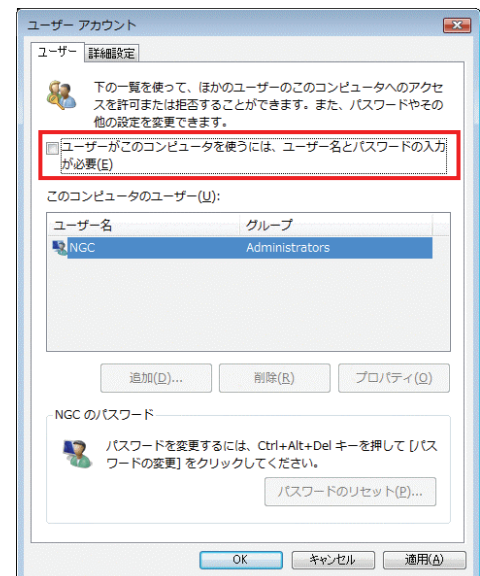 ユーザー アカウント
ユーザー 詳細設定
下の一覧を使って、ほかのユーザーのこのコンピュータへのアクセ
スを許可または拒否することができます。また、パスワードやその
他の設定を変更できます。
ユーザーがこのコンピュータを使うには、ユーザー名とパスワードの入力
が必要(E)
このコンピュータのユーザー(U):
ユーザー名 グループ
NGC Administrators
追加(D)... 削除(R) プロパティ(O)
NGC のパスワード
パスワードを変更するには、Ctrl+Alt+Del キーを押して [パス
ワードの変更] をクリックしてください。
パスワードのリセット(P)...
OK キャンセル 適用(A)